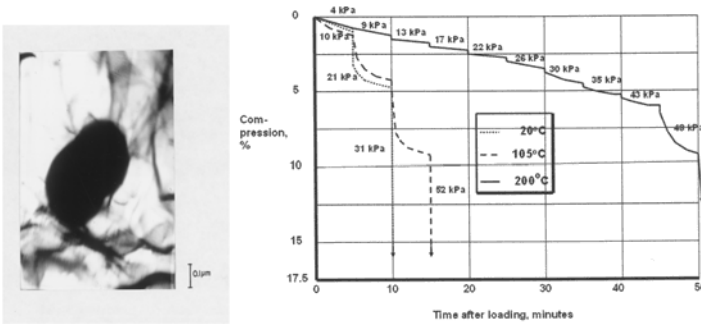 0.1μm
4 kPa
9 kPa
13 kPa
17 kPa
22 kPa
26 kPa
30 kPa
35 kPa
43 kPa
49 kPa
10 kPa
21 kPa
31 kPa
52 kPa
Com-
pression,
%
0
5
10
15
17.5
20°C
105°C
200°C
0 10 20 30 40 50
Time after loading, minutes